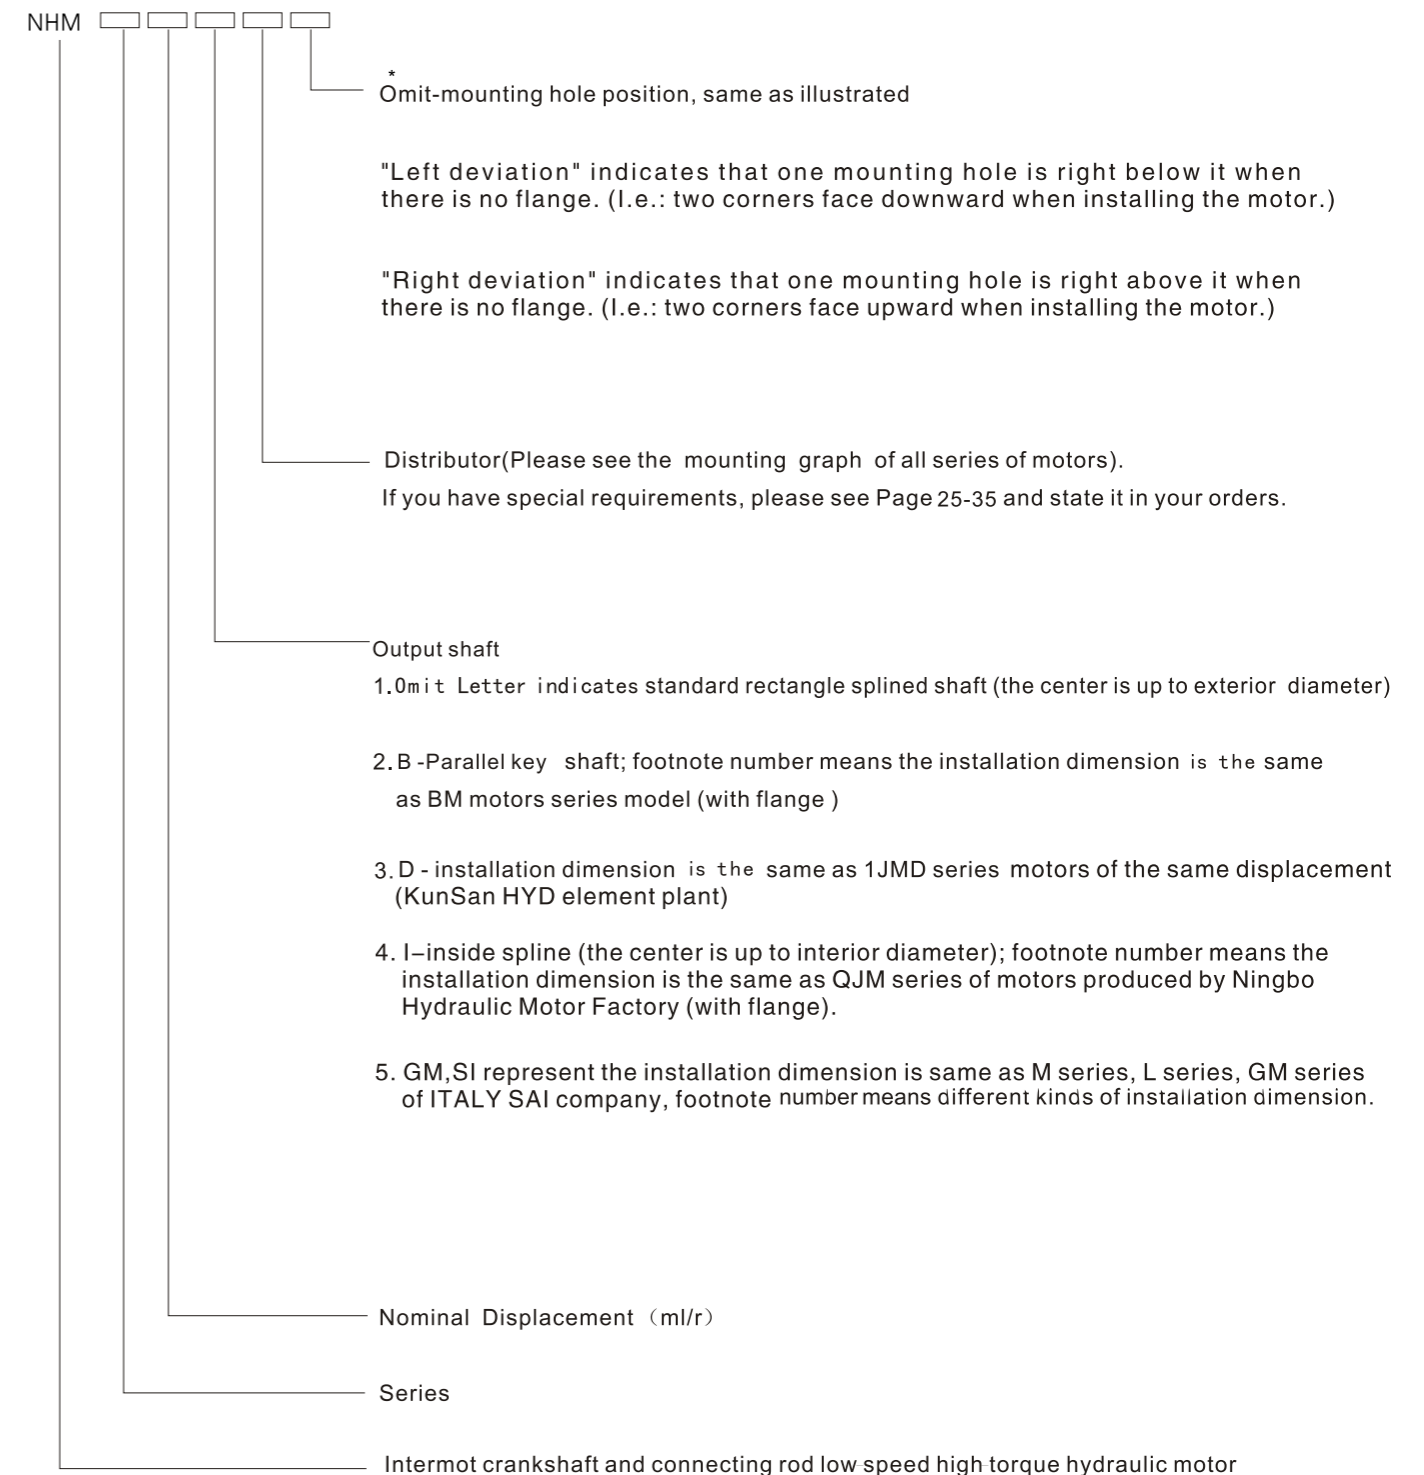 NHM
*
Omit-mounting hole position, same as illustrated
"Left deviation" indicates that one mounting hole is right below it when
there is no flange. (I.e.: two corners face downward when installing the motor.)
"Right deviation" indicates that one mounting hole is right above it when
there is no flange. (I.e.: two corners face upward when installing the motor.)
Distributor(Please see the mounting graph of all series of motors).
If you have special requirements, please see Page 25-35 and state it in your orders.
Output shaft
1.Omit Letter indicates standard rectangle splined shaft (the center is up to exterior diameter)
2.B -Parallel key shaft; footnote number means the installation dimension is the same
as BM motors series model (with flange )
3.D - installation dimension is the same as 1JMD series motors of the same displacement
(KunSan HYD element plant)
4. I–inside spline (the center is up to interior diameter); footnote number means the
installation dimension is the same as QJM series of motors produced by Ningbo
Hydraulic Motor Factory (with flange).
5. GM,SI represent the installation dimension is same as M series, L series, GM series
of ITALY SAI company, footnote number means different kinds of installation dimension.
Nominal Displacement（ml/r）
Series
Intermot crankshaft and connecting rod low-speed high-torque hydraulic motor